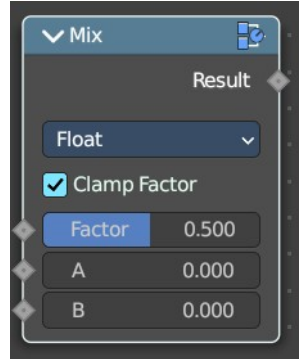 Mix
Result
Float
Clamp Factor
Factor 0.500
A 0.000
B 0.000